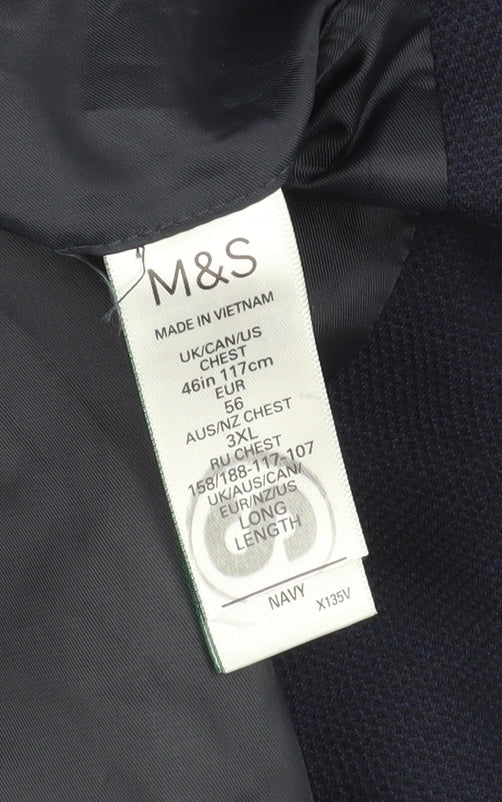 M&S
MADE IN VIETNAM
UK/CAN/US
CHEST
46in 117cm
EUR
56
AUS/NZ CHEST
3XL
RU CHEST
158/188-117-107
UK/AUS/CAN/
EUR/NZ/US
LONG
LENGTH
NAVY
X135V